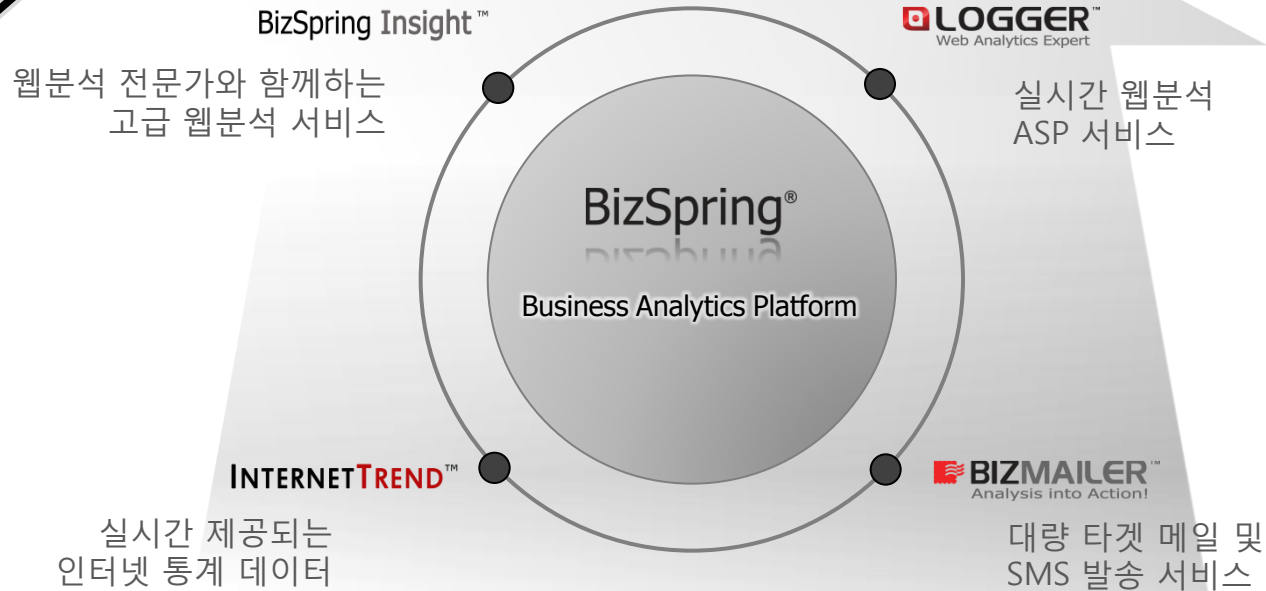 BizSpring Insight™
웹분석 전문가와 함께하는
고급 웹분석 서비스
LOGGER™
Web Analytics Expert
실시간 웹분석
ASP 서비스
BizSpring®
Business Analytics Platform
INTERNETTREND™
실시간 제공되는
인터넷 통계 데이터
BIZMAILER™
Analysis into Action!
대량 타겟 메일 및
SMS 발송 서비스